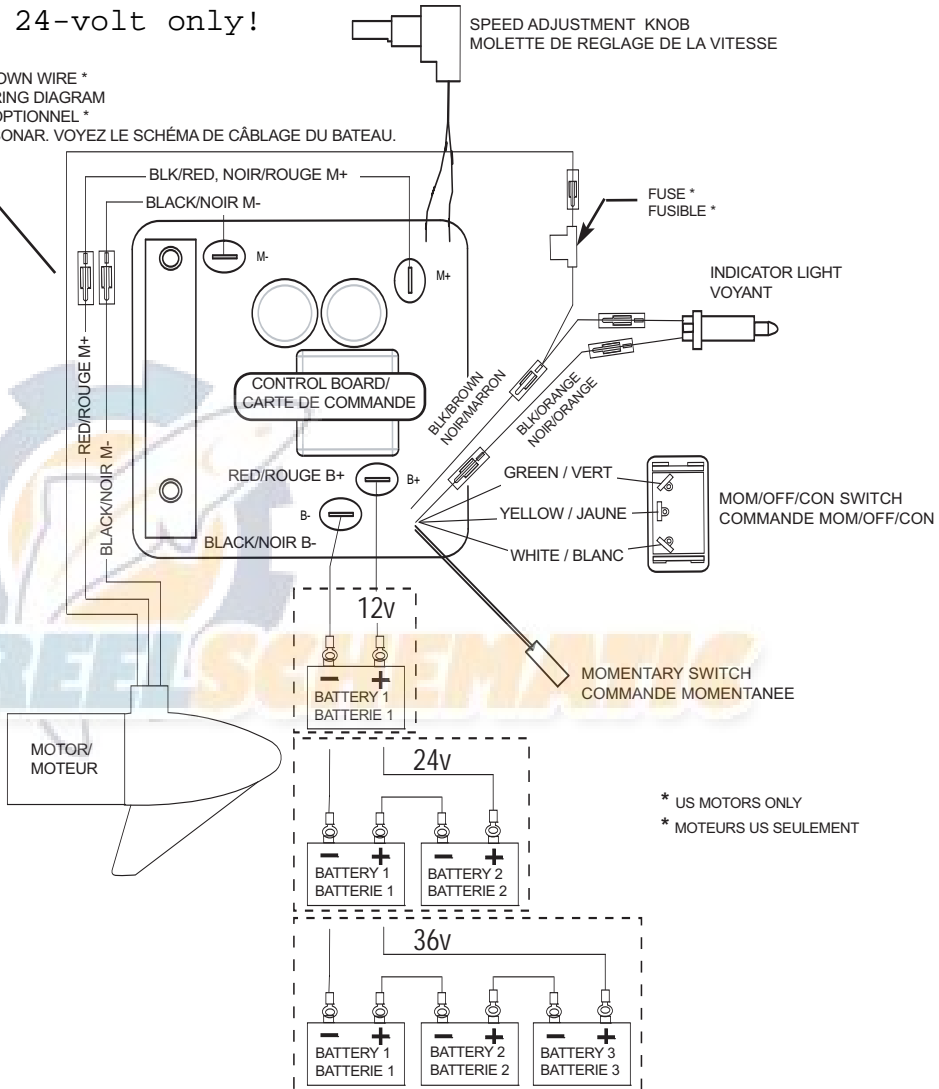 24-volt only!
SPEED ADJUSTMENT KNOB
MOLETTE DE REGLAGE DE LA VITESSE
OWN WIRE *
RING DIAGRAM
OPTIONNEL *
SONAR. VOYEZ LE SCHÉMA DE CÂBLAGE DU BATEAU.
BLK/RED, NOIR/ROUGE M+
BLACK/NOIR M-
FUSE *
FUSIBLE *
M-
M+
INDICATOR LIGHT
VOYANT
RED/ROUGE M+
BLACK/NOIR M-
CONTROL BOARD/
CARTE DE COMMANDE
BLK/BROWN
NOIR/MARRON
BLK/ORANGE
NOIR/ORANGE
RED/ROUGE B+
B+
B-
BLACK/NOIR B-
GREEN / VERT
YELLOW / JAUNE
WHITE / BLANC
MOM/OFF/CON SWITCH
COMMANDE MOM/OFF/CON
12v
- +
BATTERY 1
BATTERIE 1
MOMENTARY SWITCH
COMMANDE MOMENTANEE
REELSCHEMATIC
MOTOR/
MOTEUR
24v
- + - +
BATTERY 1 BATTERY 2
BATTERIE 1 BATTERIE 2
* US MOTORS ONLY
* MOTEURS US SEULEMENT
36v
- + - + - +
BATTERY 1 BATTERY 2 BATTERY 3
BATTERIE 1 BATTERIE 2 BATTERIE 3